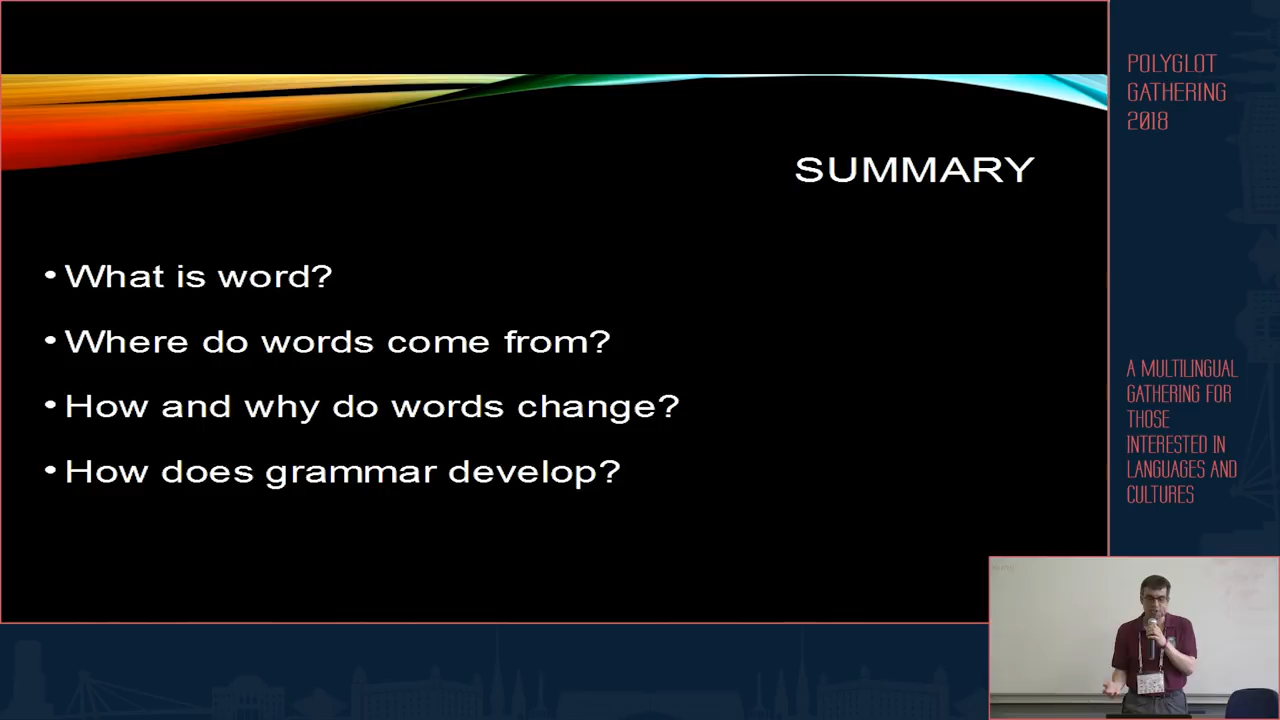 SUMMARY
• What is word?
• Where do words come from?
• How and why do words change?
• How does grammar develop?
POLYGLOT
GATHERING
2018
A MULTILINGUAL
GATHERING FOR
THOSE
INTERESTED IN
LANGUAGES AND
CULTURES